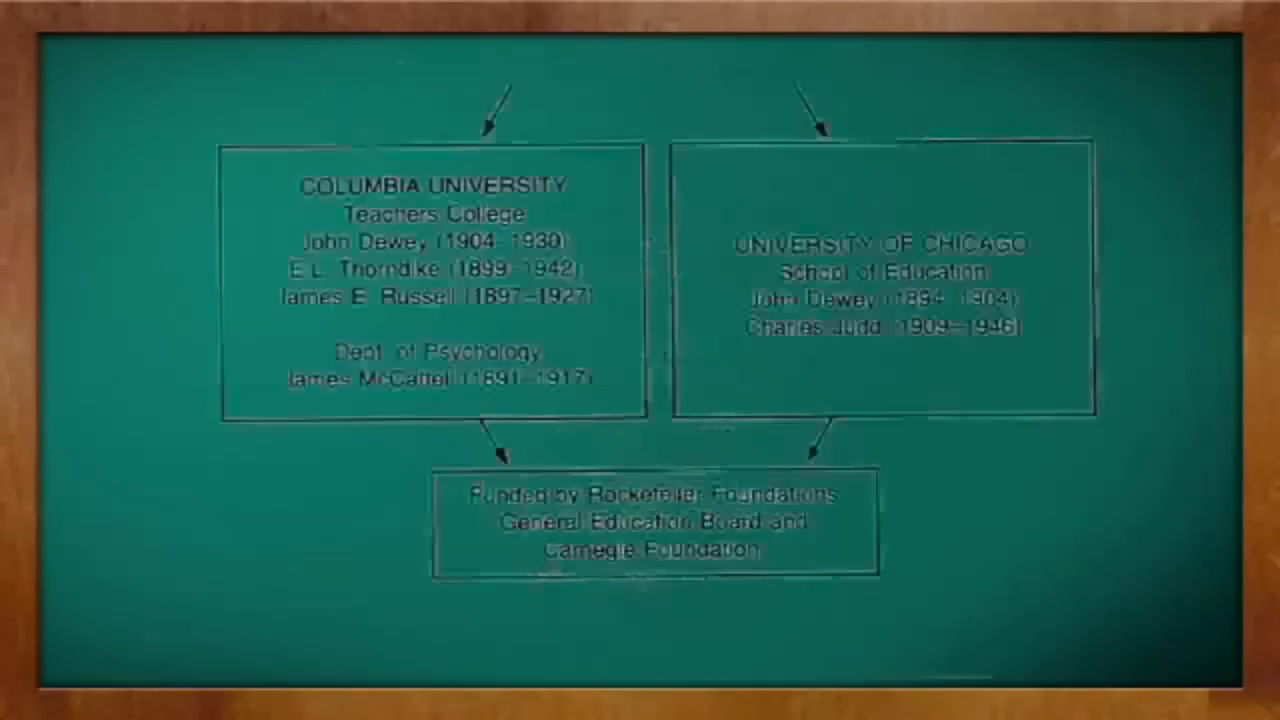 COLUMBIA UNIVERSITY
Teachers College
John Dewey (1904–1930)
E.L. Thorndike (1899–1942)
James E. Russell (1897–1927)
Dept. of Psychology
James McCattel (1891–1917)
UNIVERSITY OF CHICAGO
School of Education
John Dewey (1894–1904)
Charles Judd (1909–1946)
Funded by Rockefeller Foundations
General Education Board and
Carnegie Foundation